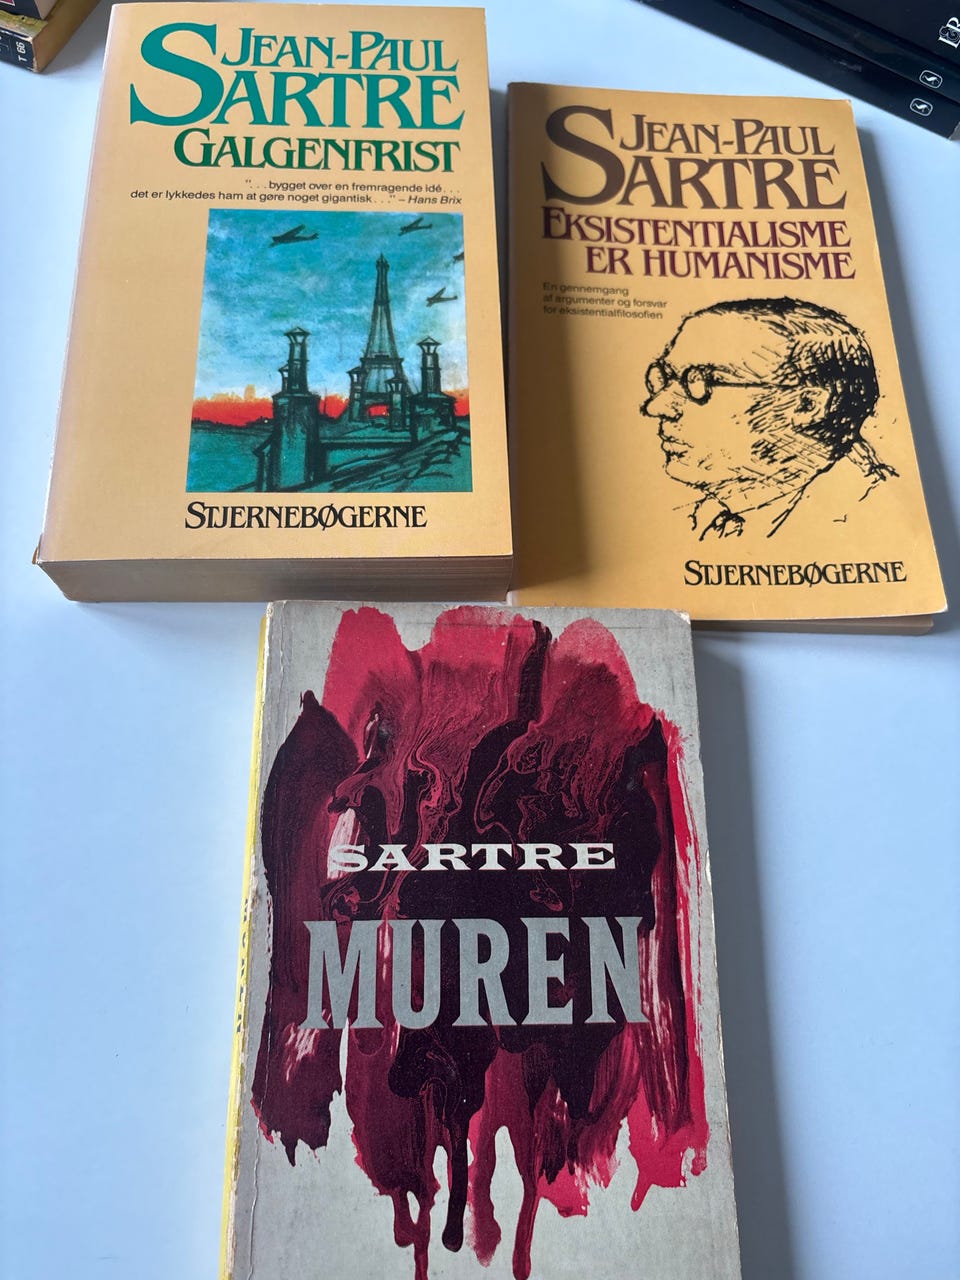 T 66
JEAN-PAUL
SARTRE
GALGENFRIST
"...bygget over en fremragende idé...
det er lykkedes ham at gøre noget gigantisk..." – Hans Brix
STJERNEBØGERNE
JEAN-PAUL
SARTRE
EKSISTENTIALISME
ER HUMANISME
En gennemgang
af argumenter og forsvar
for eksistentialfilosofien
STJERNEBØGERNE
SARTRE
MUREN